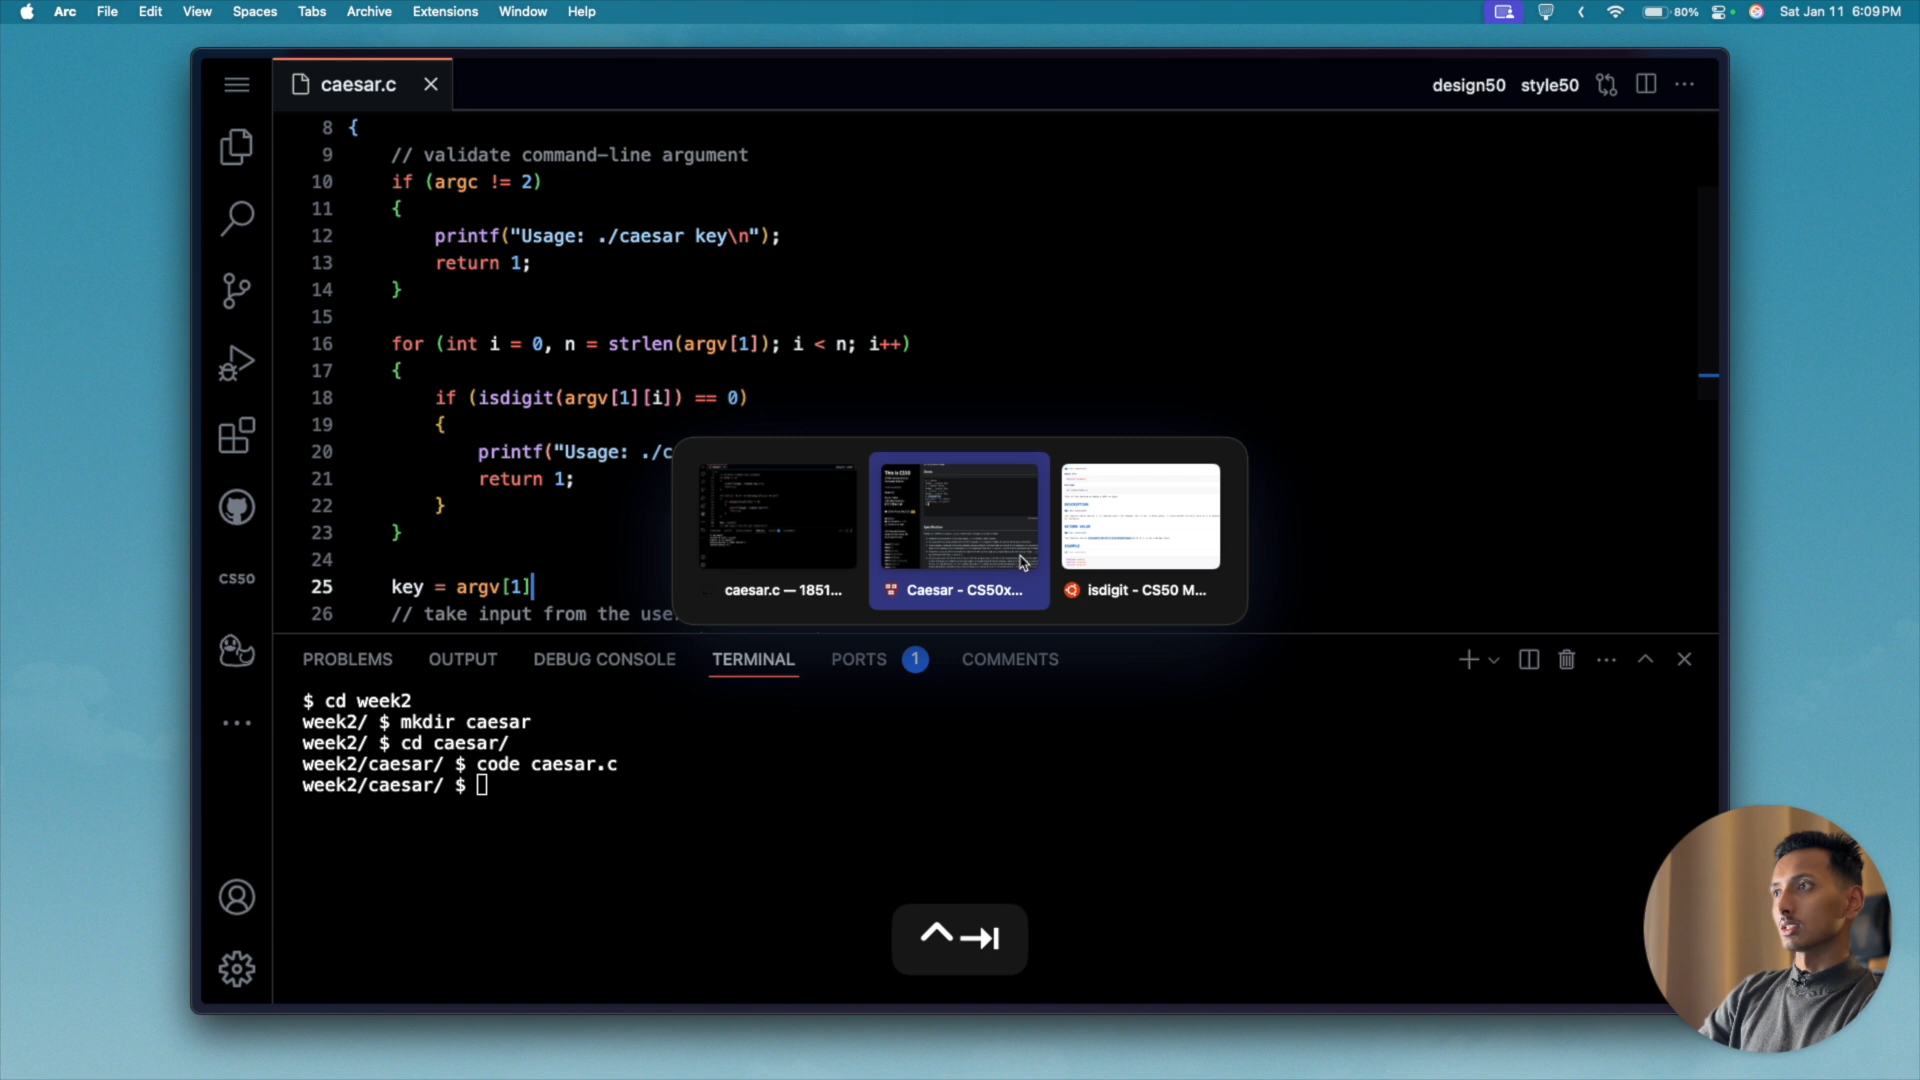 Arc File Edit View Spaces Tabs Archive Extensions Window Help
80% Sat Jan 11 6:09 PM
caesar.c
design50 style50
8 {
9 // validate command-line argument
10 if (argc != 2)
11 {
12 printf("Usage: ./caesar key\n");
13 return 1;
14 }
15
16 for (int i = 0, n = strlen(argv[1]); i < n; i++)
17 {
18 if (isdigit(argv[1][i]) == 0)
19 {
20 printf("Usage: ./c
21 return 1;
22 }
23 }
24
25 key = argv[1]
26 // take input from the use
caesar.c — 1851...
Caesar - CS50x...
isdigit - CS50 M...
CS50
PROBLEMS OUTPUT DEBUG CONSOLE TERMINAL PORTS 1 COMMENTS
$ cd week2
week2/ $ mkdir caesar
week2/ $ cd caesar/
week2/caesar/ $ code caesar.c
week2/caesar/ $